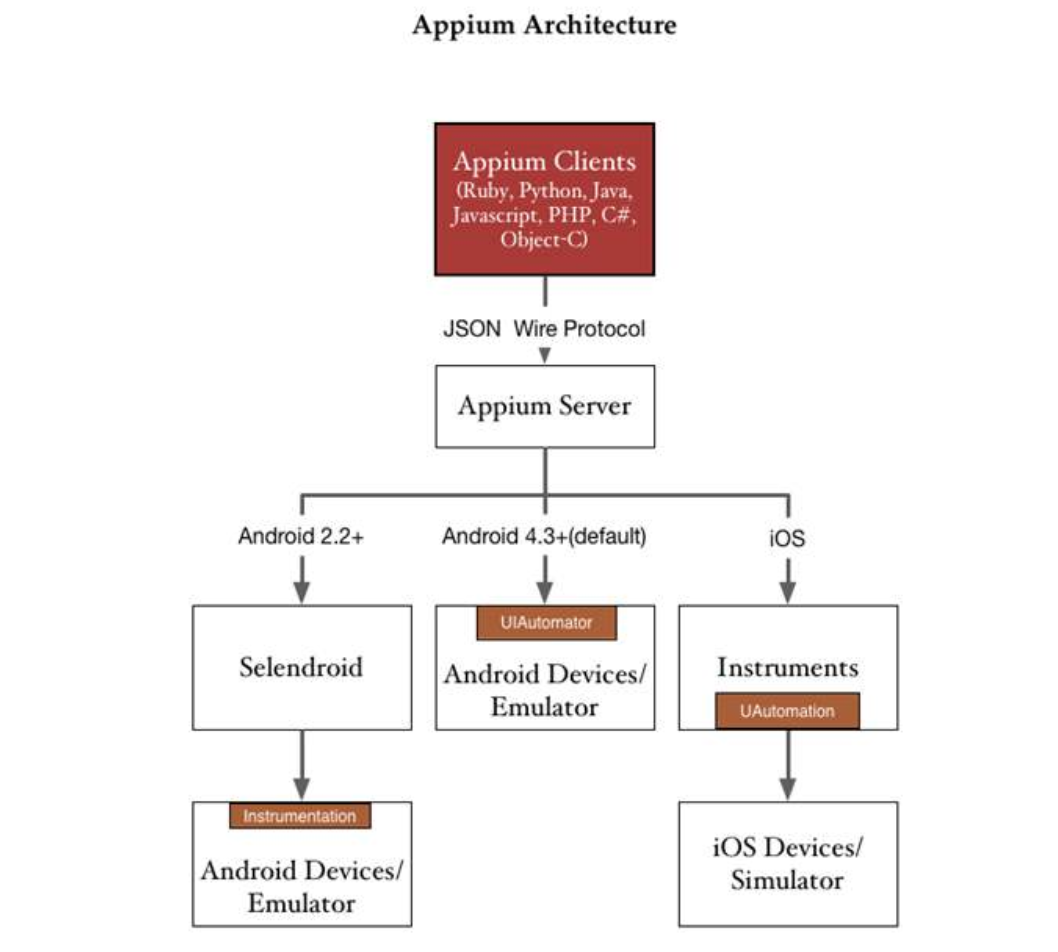 Appium Architecture
Appium Clients
(Ruby, Python, Java,
Javascript, PHP, C#,
Object-C)
JSON Wire Protocol
Appium Server
Android 2.2+
Android 4.3+(default)
iOS
Selendroid
UIAutomator
Android Devices/
Emulator
Instruments
UAutomation
Instrumentation
Android Devices/
Emulator
iOS Devices/
Simulator